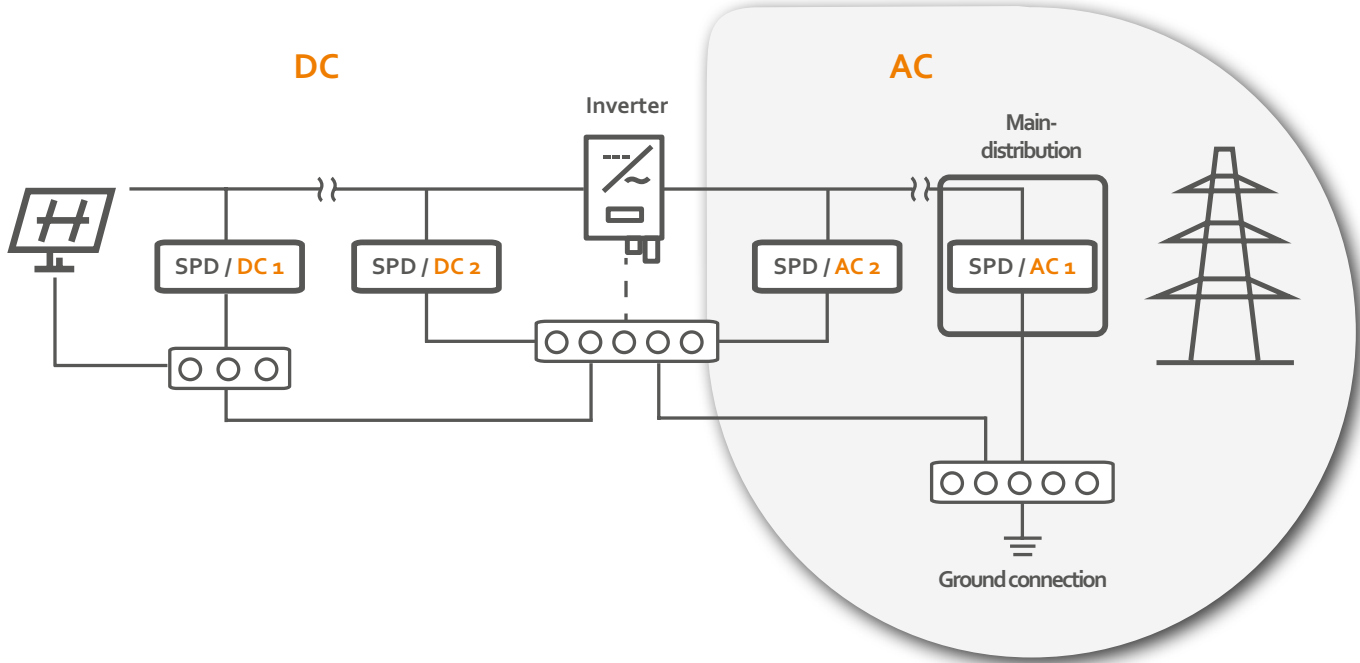 DC
AC
Inverter
Main-
distribution
SPD / DC 1
SPD / DC 2
SPD / AC 2
SPD / AC 1
Ground connection